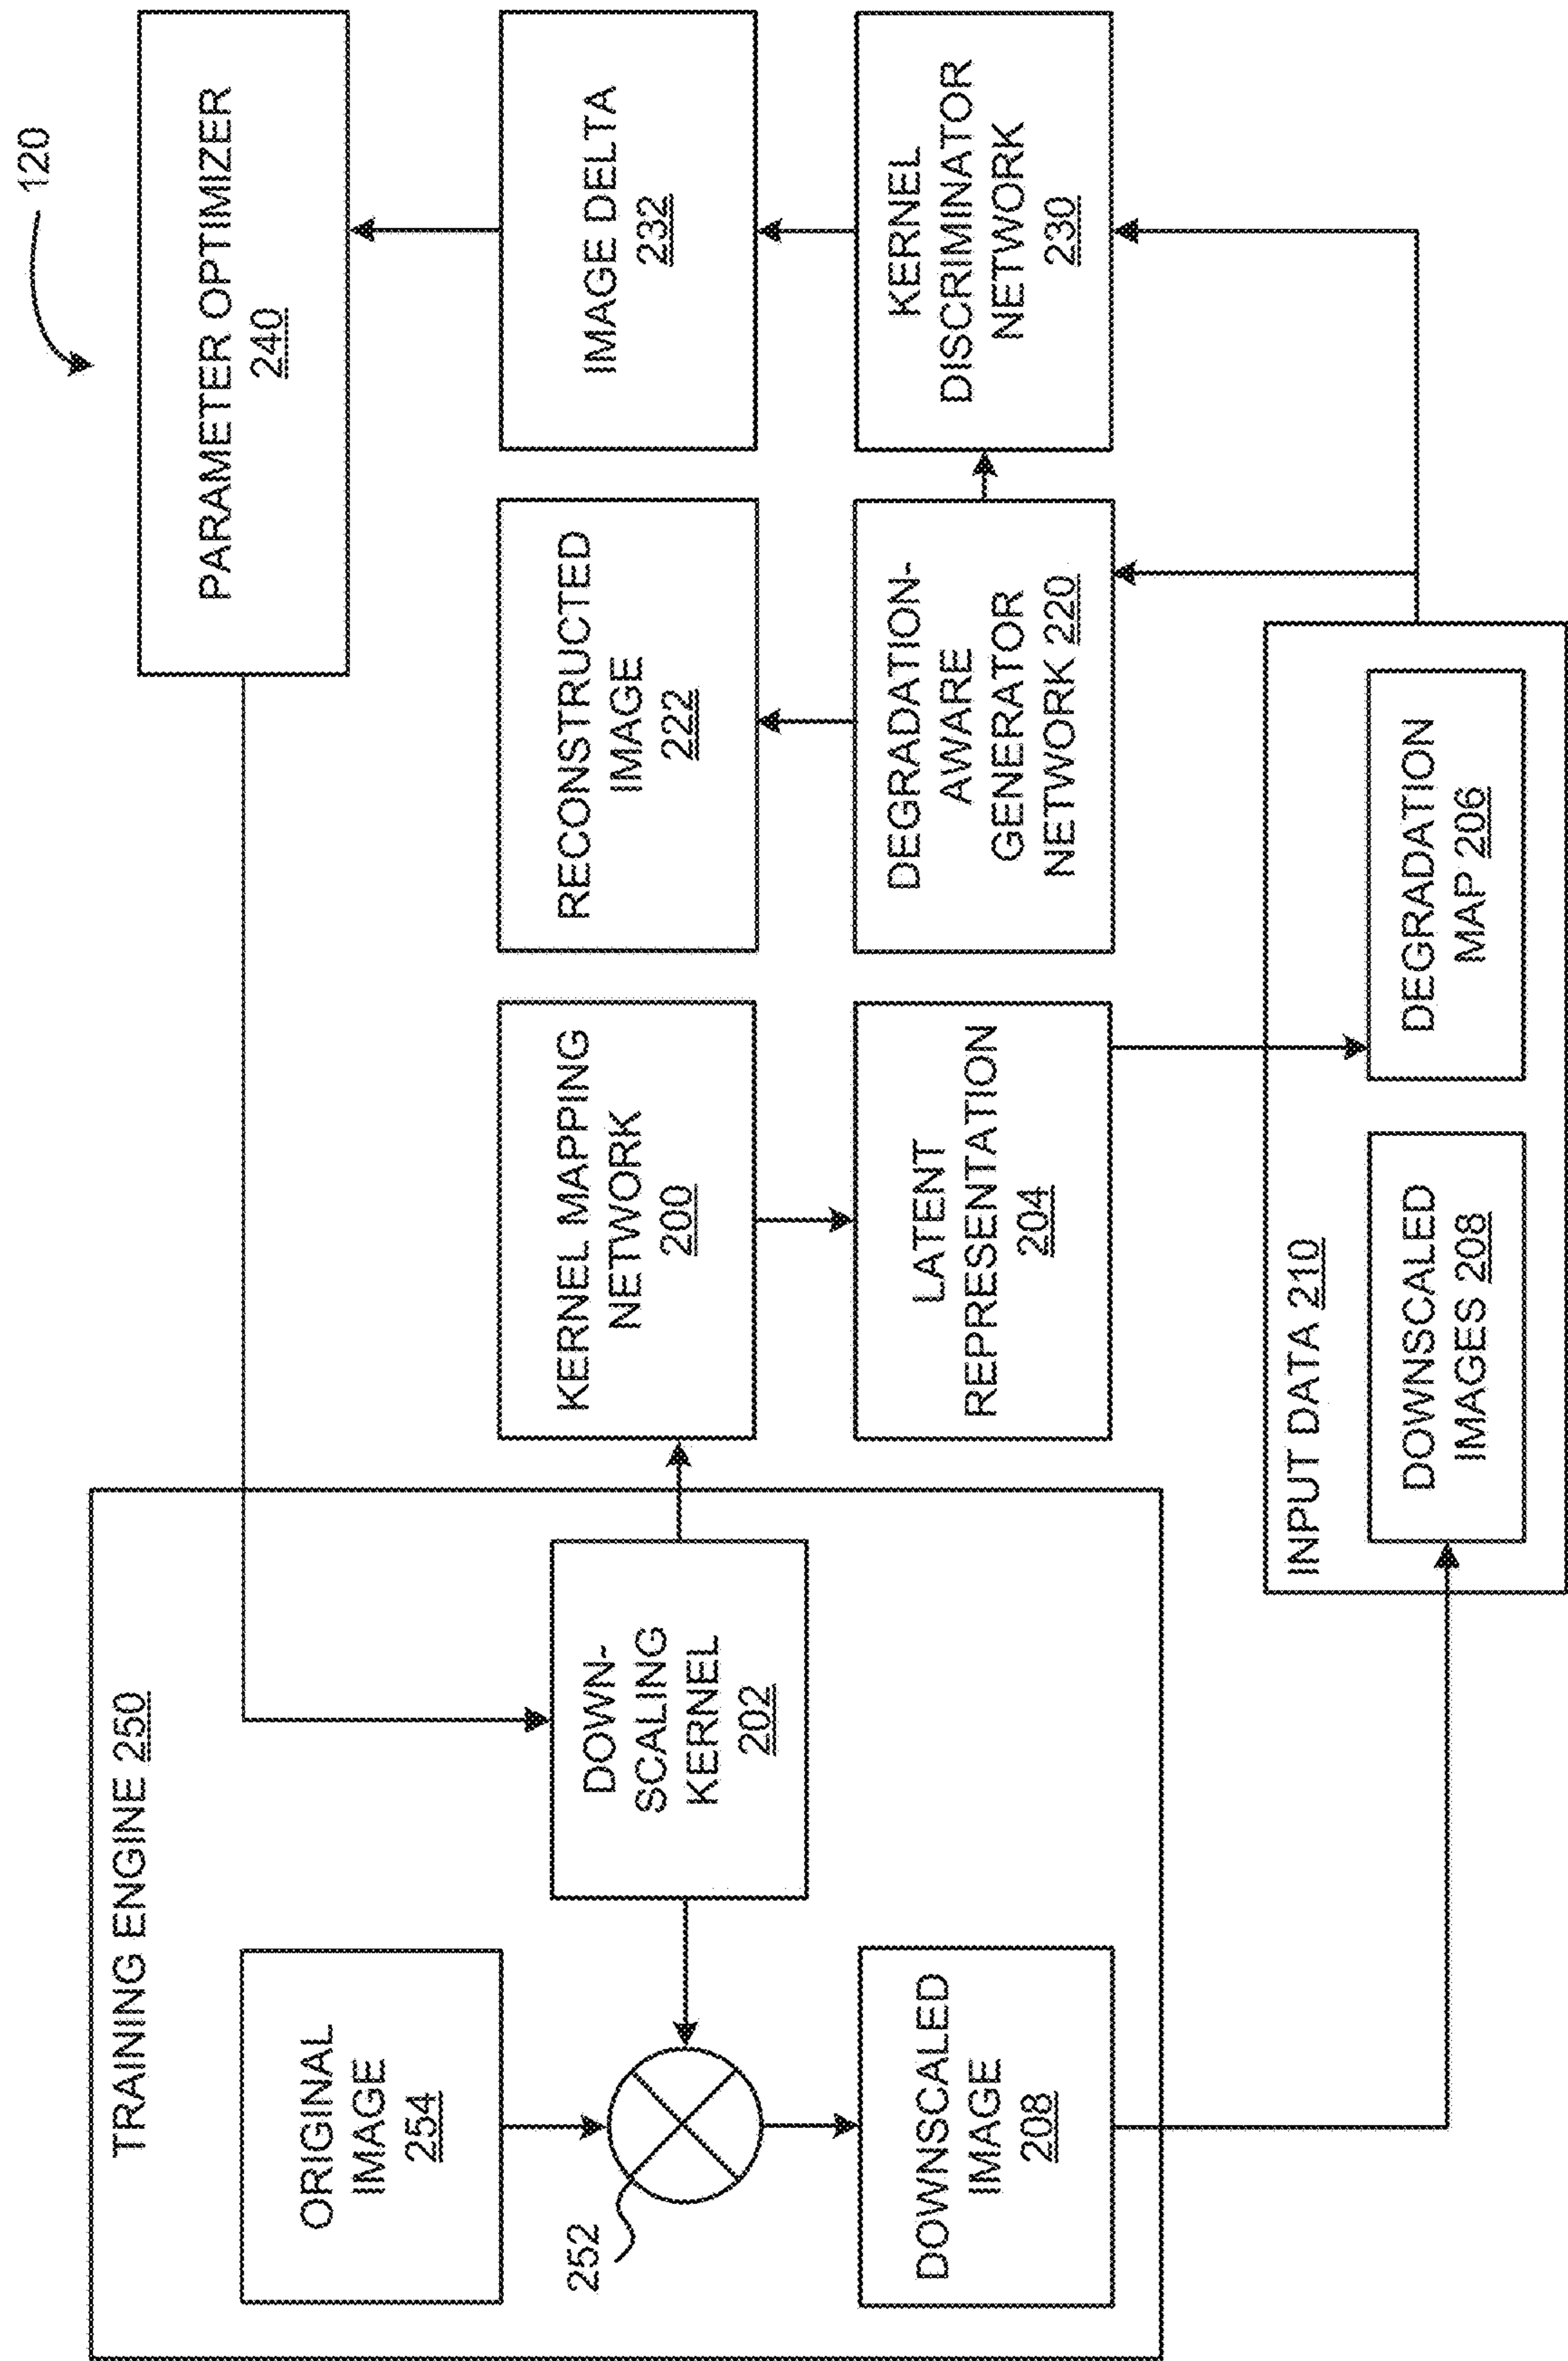 120
TRAINING ENGINE 250
ORIGINAL
IMAGE
254
252
DOWNSCALED
IMAGE
208
DOWN-
SCALING
KERNEL
202
KERNEL MAPPING
NETWORK
200
LATENT
REPRESENTATION
204
INPUT DATA 210
DOWNSCALED
IMAGES 208
DEGRADATION
MAP 206
RECONSTRUCTED
IMAGE
222
DEGRADATION-
AWARE
GENERATOR
NETWORK 220
PARAMETER OPTIMIZER
240
IMAGE DELTA
232
KERNEL
DISCRIMINATOR
NETWORK
230